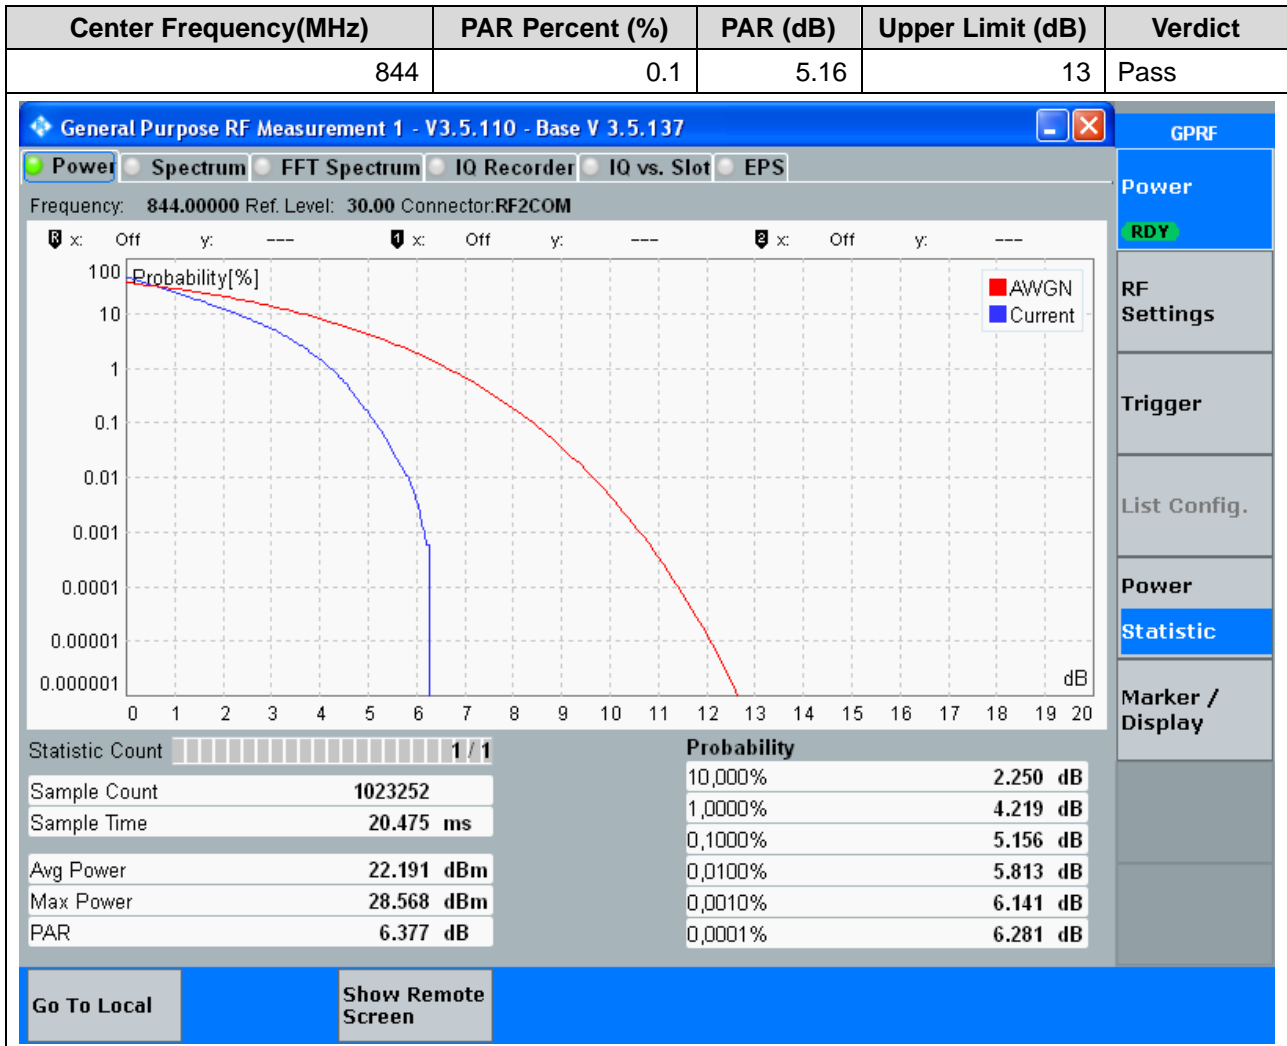 Center Frequency(MHz) PAR Percent (%) PAR (dB) Upper Limit (dB) Verdict
844 0.1 5.16 13 Pass
General Purpose RF Measurement 1 - V3.5.110 - Base V 3.5.137
GPRF
Power Spectrum FFT Spectrum IQ Recorder IQ vs. Slot EPS
Power
RDY
Frequency: 844.00000 Ref. Level: 30.00 Connector:RF2COM
R x: Off y: --- 1 x: Off y: --- 2 x: Off y: ---
Probability[%]
AWGN
Current
100
10
1
0.1
0.01
0.001
0.0001
0.00001
0.000001
dB
0 1 2 3 4 5 6 7 8 9 10 11 12 13 14 15 16 17 18 19 20
RF
Settings
Trigger
List Config.
Power
Statistic
Marker /
Display
Statistic Count 1 / 1
Sample Count 1023252
Sample Time 20.475 ms
Avg Power 22.191 dBm
Max Power 28.568 dBm
PAR 6.377 dB
Probability
10,000% 2.250 dB
1,0000% 4.219 dB
0,1000% 5.156 dB
0,0100% 5.813 dB
0,0010% 6.141 dB
0,0001% 6.281 dB
Go To Local
Show Remote
Screen